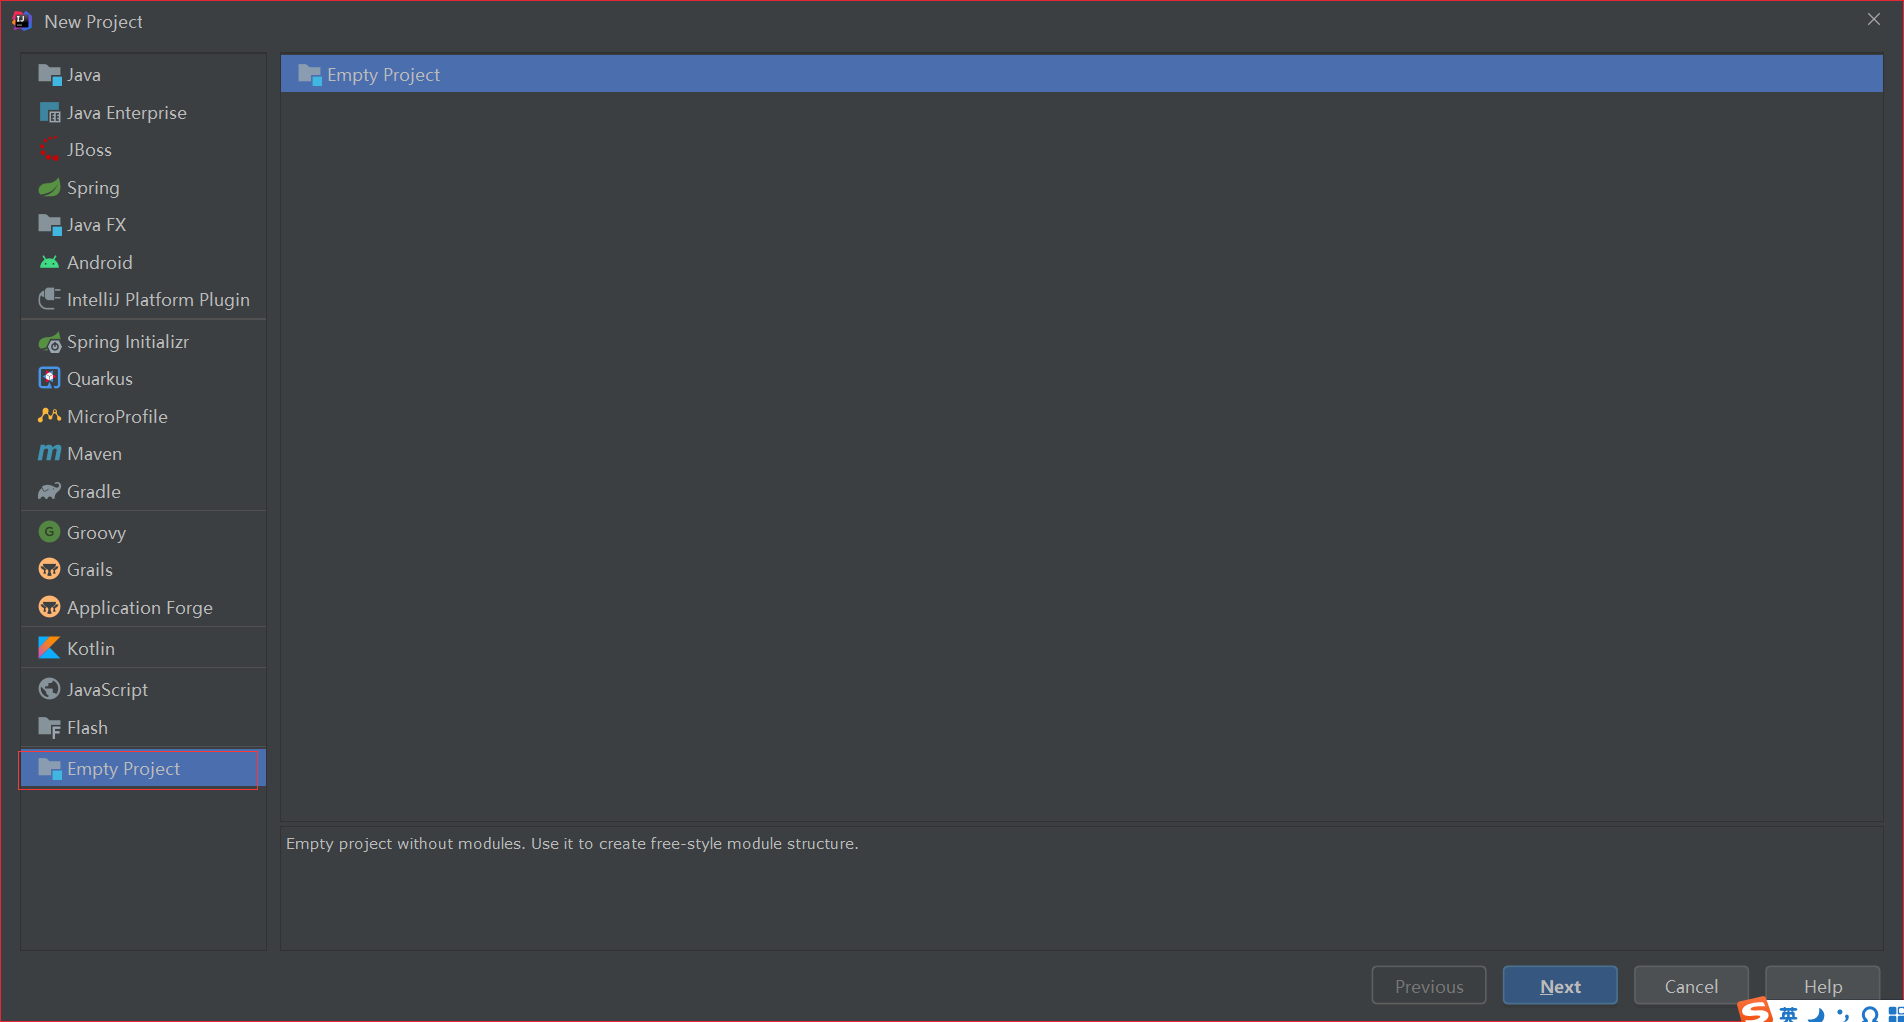 New Project
Java
Java Enterprise
JBoss
Spring
Java FX
Android
IntelliJ Platform Plugin
Spring Initializr
Quarkus
MicroProfile
Maven
Gradle
Groovy
Grails
Application Forge
Kotlin
JavaScript
Flash
Empty Project
Empty Project
Empty project without modules. Use it to create free-style module structure.
Previous
Next
Cancel
Help
英